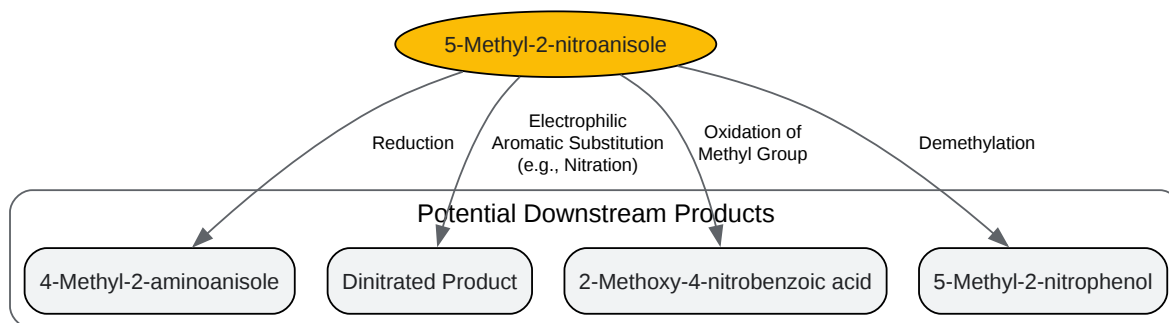 5-Methyl-2-nitroanisole
Reduction
Electrophilic
Aromatic Substitution
(e.g., Nitration)
Oxidation of
Methyl Group
Demethylation
Potential Downstream Products
4-Methyl-2-aminoanisole
Dinitrated Product
2-Methoxy-4-nitrobenzoic acid
5-Methyl-2-nitrophenol